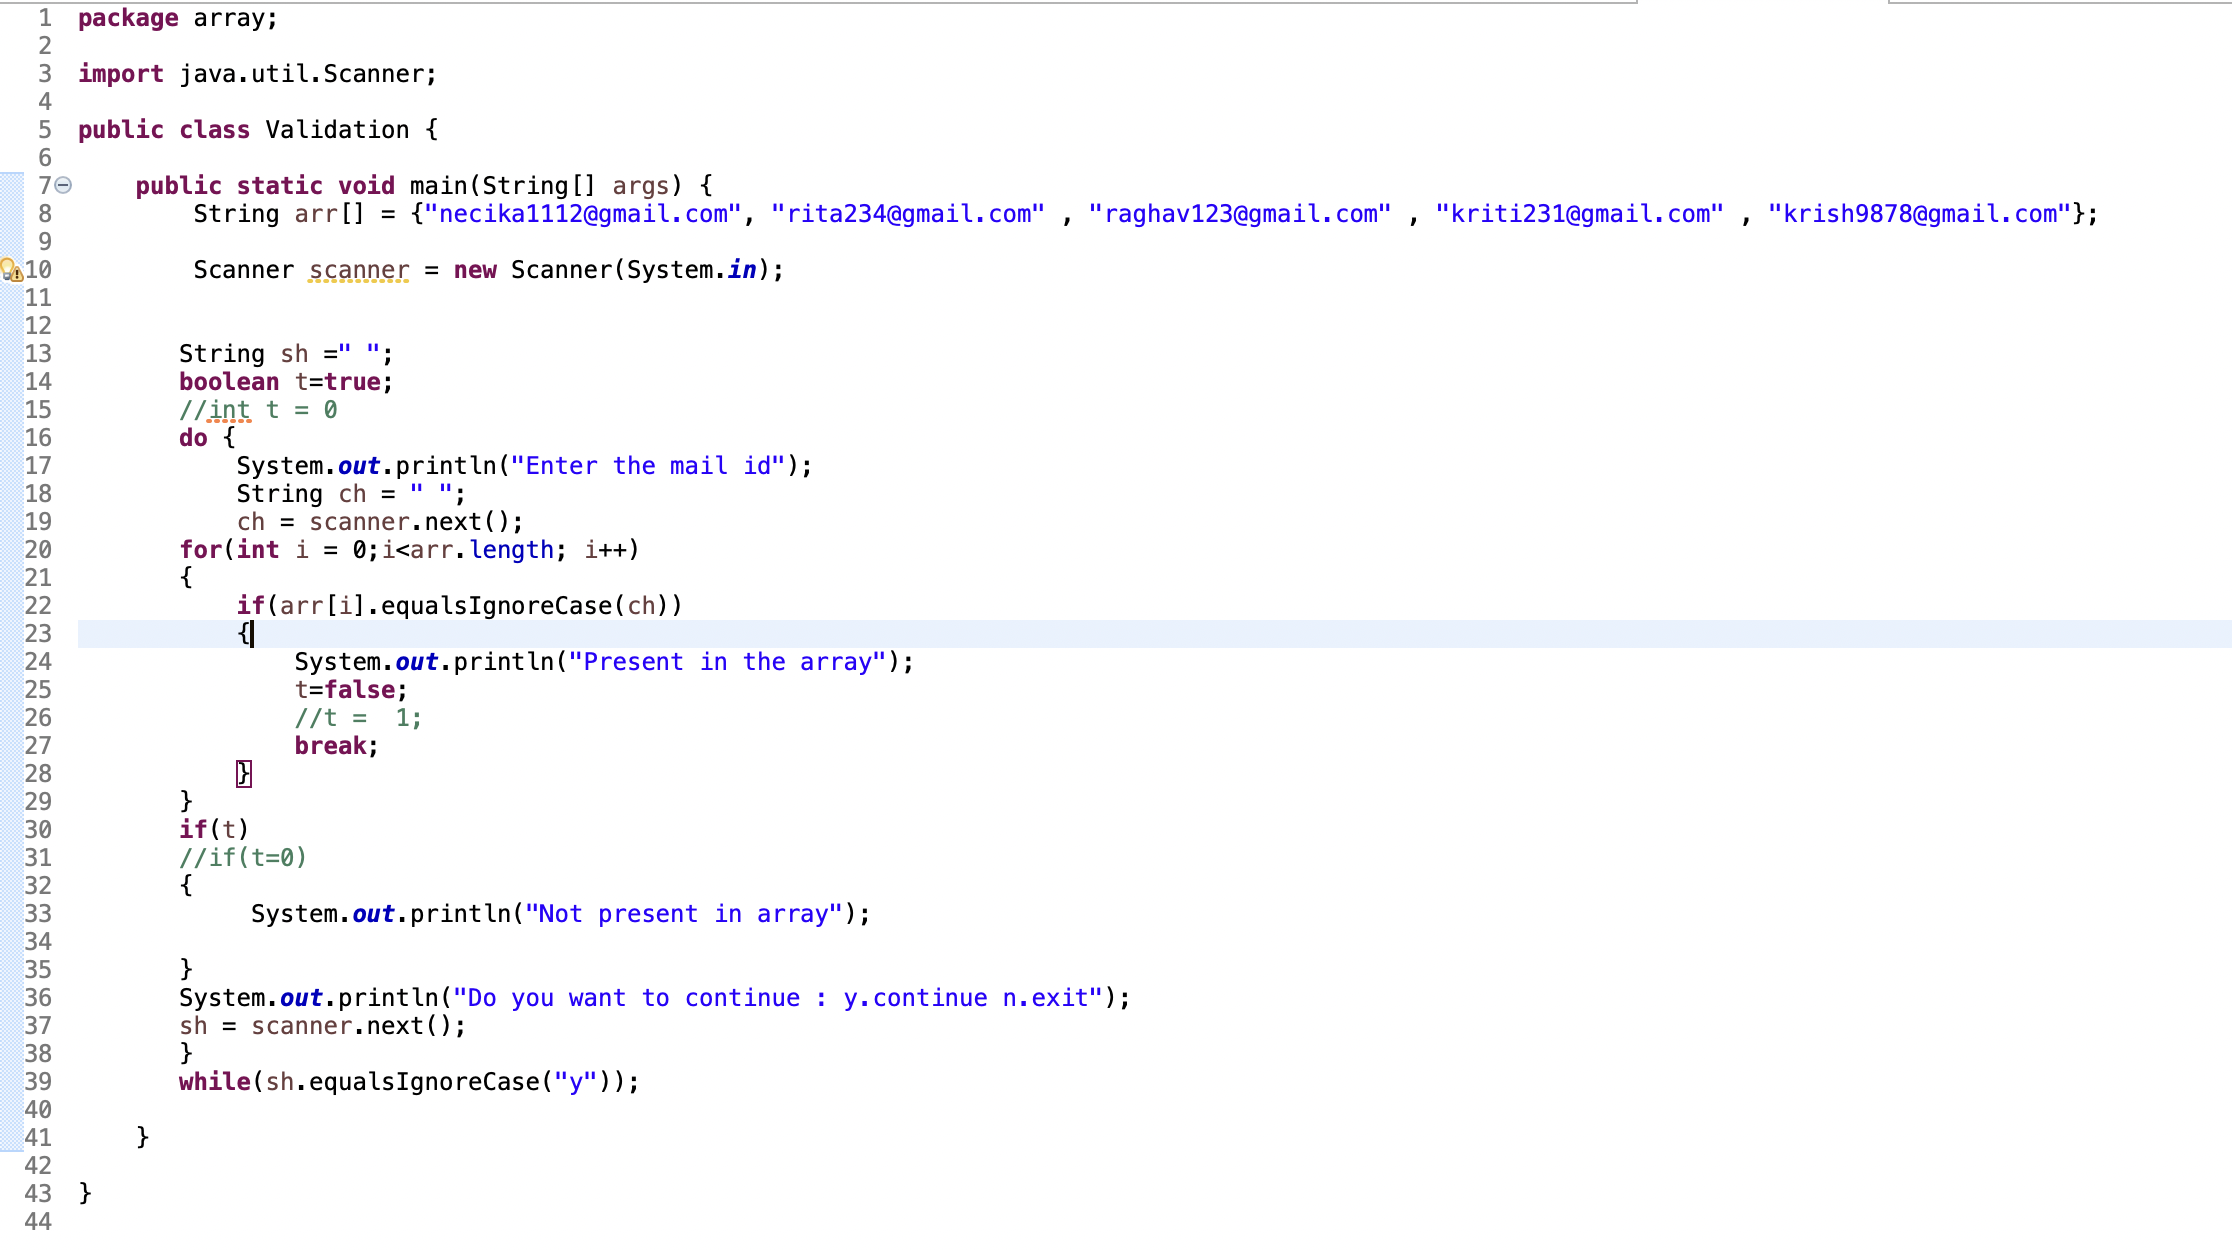 1 package array;
2
3 import java.util.Scanner;
4
5 public class Validation {
6
7 public static void main(String[] args) {
8 String arr[] = {"necika1112@gmail.com", "rita234@gmail.com" , "raghav123@gmail.com" , "kriti231@gmail.com" , "krish9878@gmail.com"};
9
10 Scanner scanner = new Scanner(System.in);
11
12
13 String sh =" ";
14 boolean t=true;
15 //int t = 0
16 do {
17 System.out.println("Enter the mail id");
18 String ch = " ";
19 ch = scanner.next();
20 for(int i = 0;i<arr.length; i++)
21 {
22 if(arr[i].equalsIgnoreCase(ch))
23 {
24 System.out.println("Present in the array");
25 t=false;
26 //t =  1;
27 break;
28 }
29 }
30 if(t)
31 //if(t=0)
32 {
33 System.out.println("Not present in array");
34
35 }
36 System.out.println("Do you want to continue : y.continue n.exit");
37 sh = scanner.next();
38 }
39 while(sh.equalsIgnoreCase("y"));
40
41 }
42
43 }
44